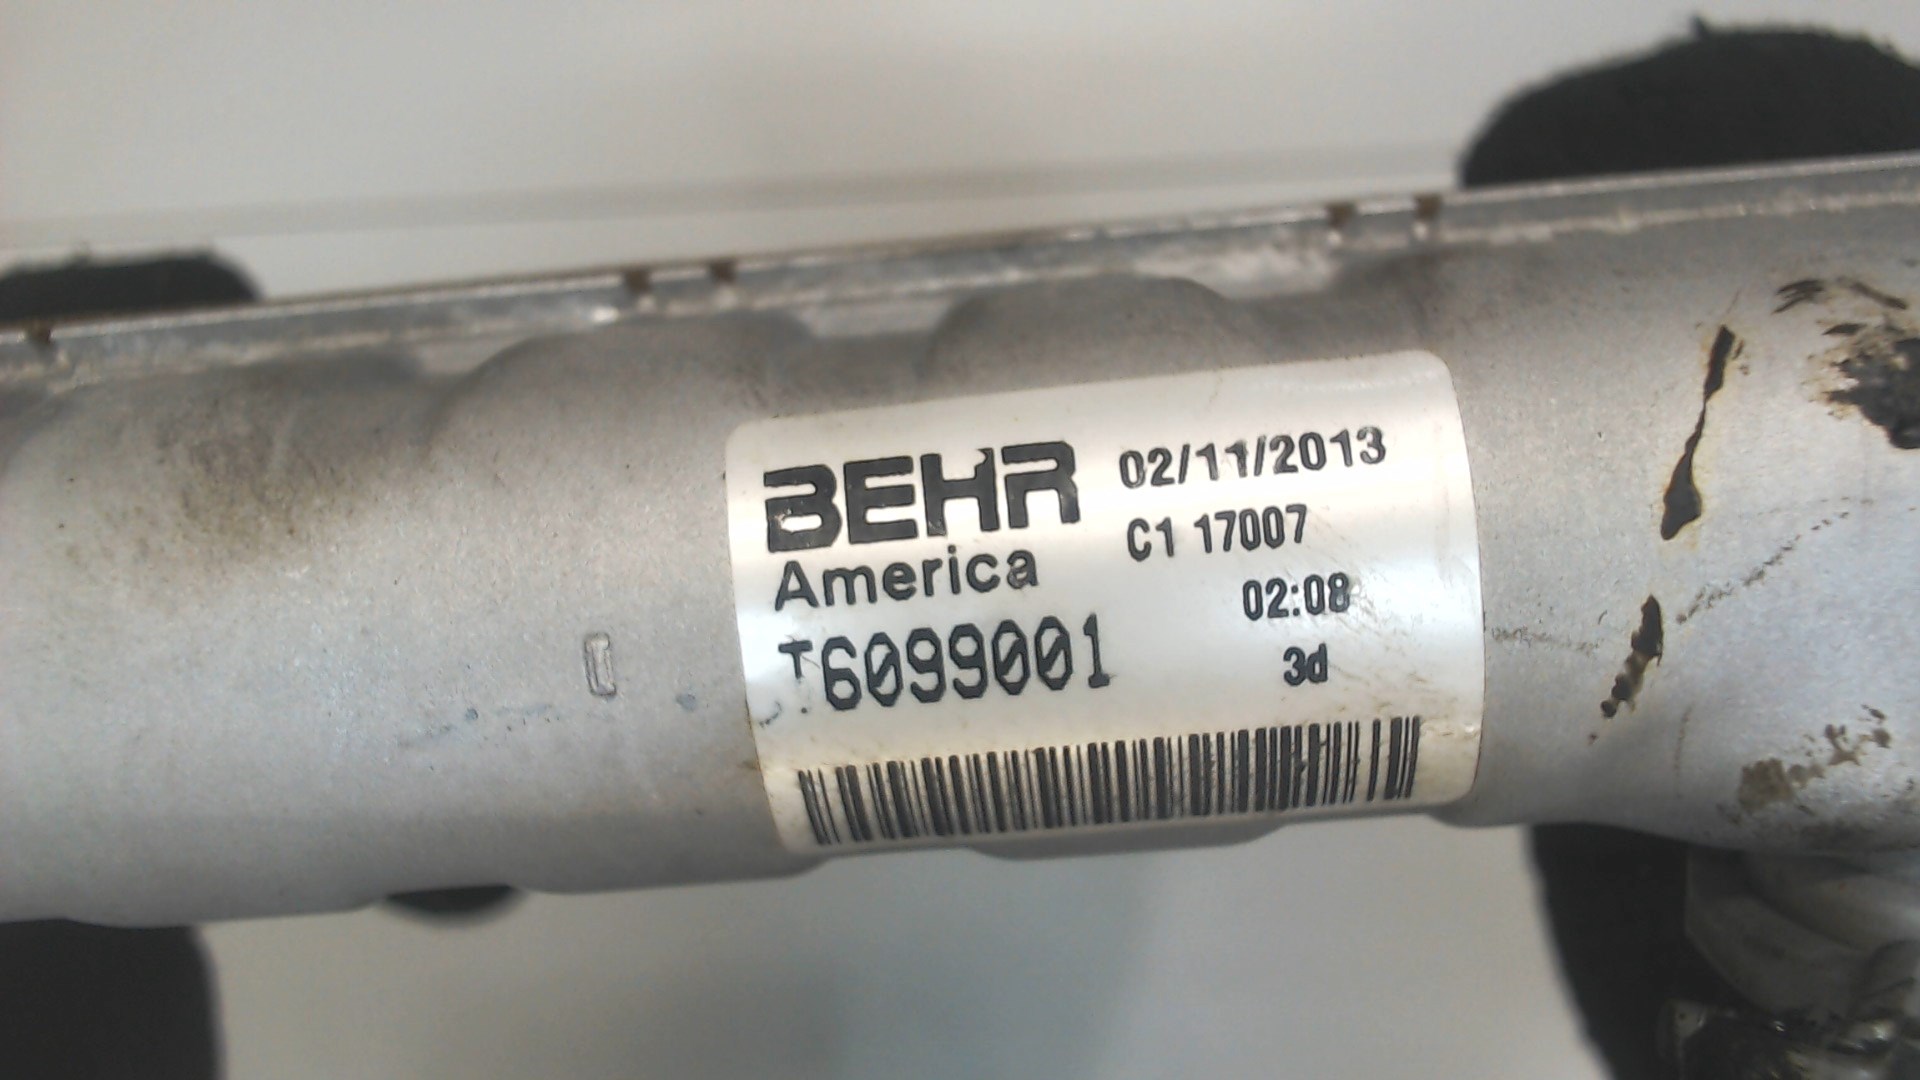 BEHR 02/11/2013
America C1 17007
02:08
T6099001
3d